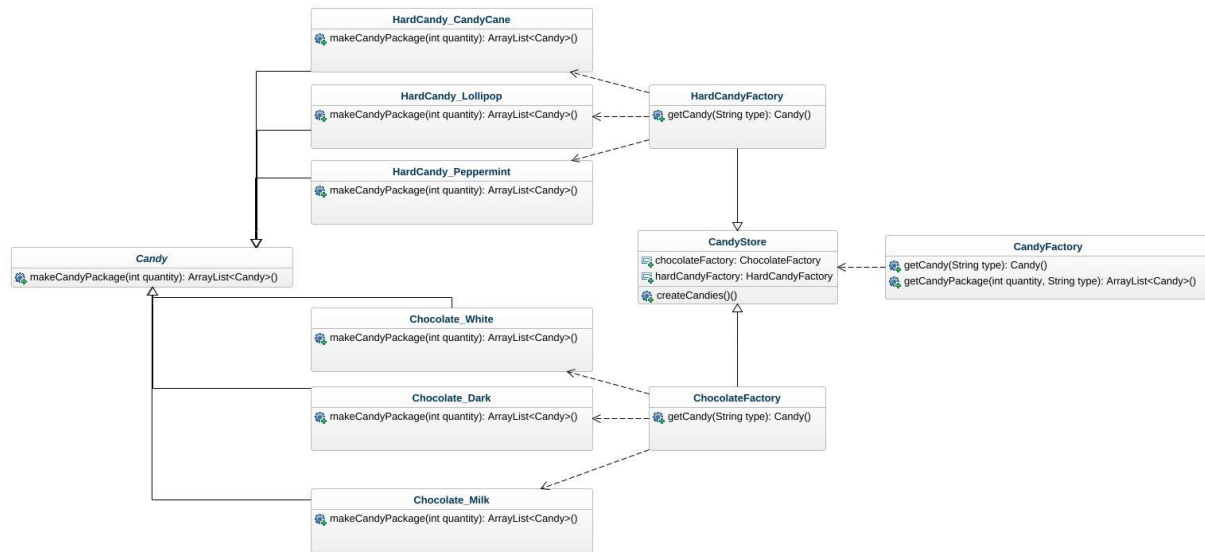 HardCandy_CandyCane
makeCandyPackage(int quantity): ArrayList<Candy>()
HardCandy_Lollipop
makeCandyPackage(int quantity): ArrayList<Candy>()
HardCandy_Peppermint
makeCandyPackage(int quantity): ArrayList<Candy>()
HardCandyFactory
getCandy(String type): Candy()
Candy
makeCandyPackage(int quantity): ArrayList<Candy>()
CandyStore
chocolateFactory: ChocolateFactory
hardCandyFactory: HardCandyFactory
createCandies()()
CandyFactory
getCandy(String type): Candy()
getCandyPackage(int quantity, String type): ArrayList<Candy>()
Chocolate_White
makeCandyPackage(int quantity): ArrayList<Candy>()
Chocolate_Dark
makeCandyPackage(int quantity): ArrayList<Candy>()
ChocolateFactory
getCandy(String type): Candy()
Chocolate_Milk
makeCandyPackage(int quantity): ArrayList<Candy>()